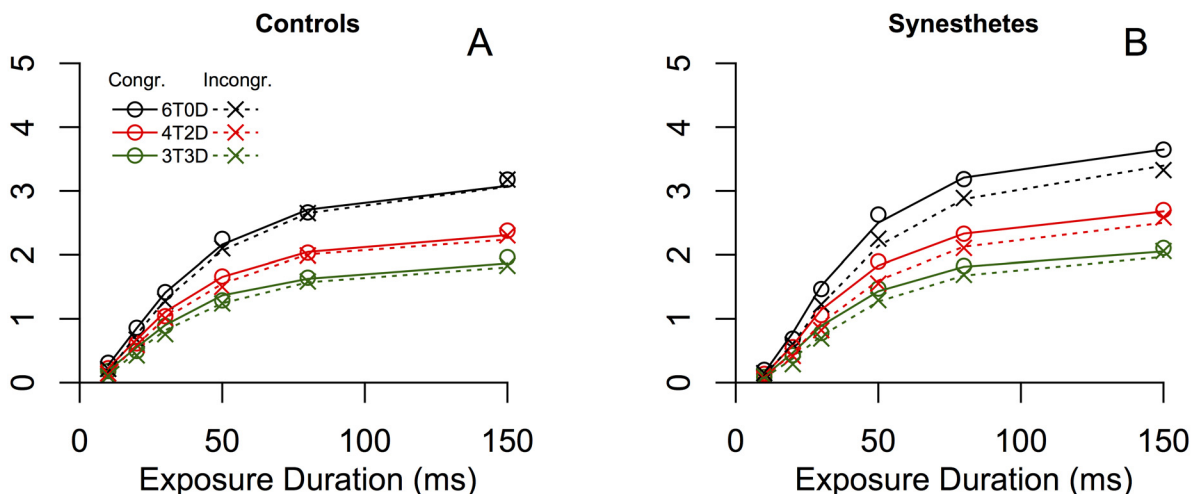 Controls
A
Congr. Incongr.
6T0D
4T2D
3T3D
5
4
3
2
1
0
0 50 100 150
Exposure Duration (ms)
Synesthetes
B
5
4
3
2
1
0
0 50 100 150
Exposure Duration (ms)